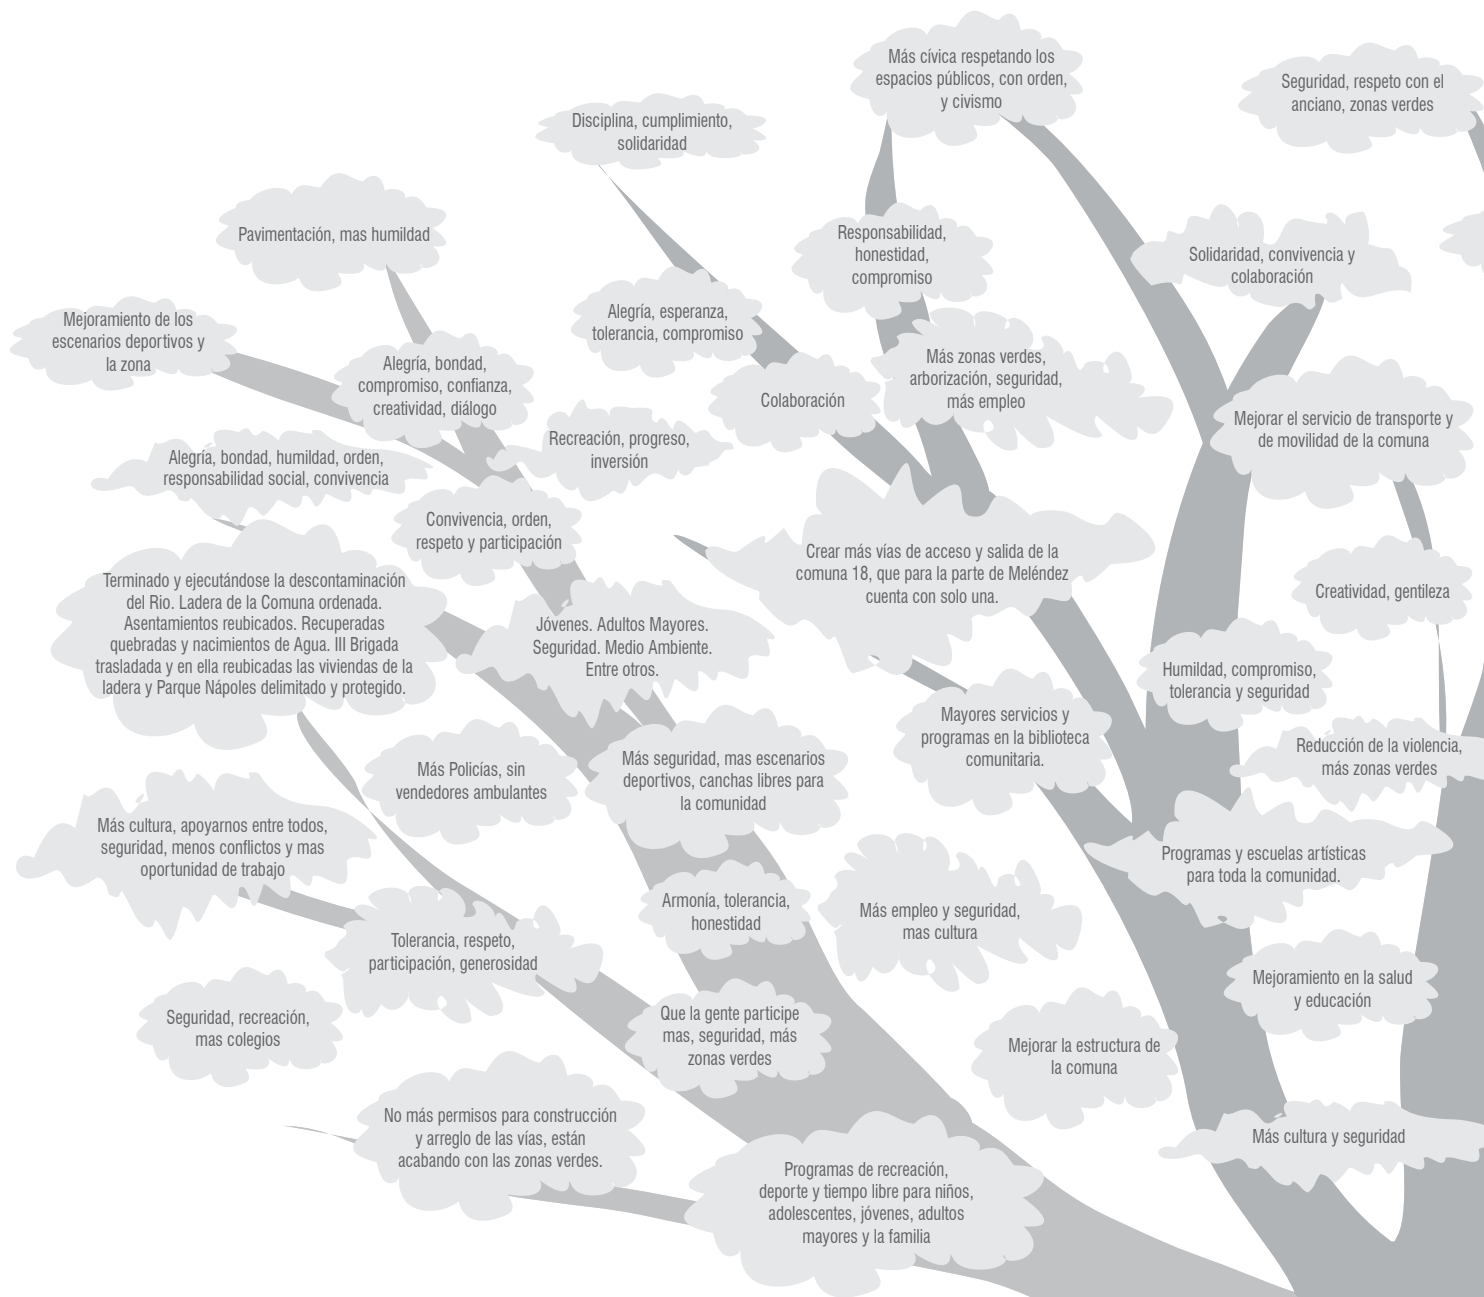 Más cívica respetando los
espacios públicos, con orden,
y civismo
Seguridad, respeto con el
anciano, zonas verdes
Disciplina, cumplimiento,
solidaridad
Pavimentación, mas humildad
Responsabilidad,
honestidad,
compromiso
Solidaridad, convivencia y
colaboración
Mejoramiento de los
escenarios deportivos y
la zona
Alegría, esperanza,
tolerancia, compromiso
Alegría, bondad,
compromiso, confianza,
creatividad, diálogo
Más zonas verdes,
arborización, seguridad,
más empleo
Colaboración
Mejorar el servicio de transporte y
de movilidad de la comuna
Recreación, progreso,
inversión
Alegría, bondad, humildad, orden,
responsabilidad social, convivencia
Convivencia, orden,
respeto y participación
Crear más vías de acceso y salida de la
comuna 18, que para la parte de Meléndez
cuenta con solo una.
Creatividad, gentileza
Terminado y ejecutándose la descontaminación
del Rio. Ladera de la Comuna ordenada.
Asentamientos reubicados. Recuperadas
quebradas y nacimientos de Agua. III Brigada
trasladada y en ella reubicadas las viviendas de la
ladera y Parque Nápoles delimitado y protegido.
Jóvenes. Adultos Mayores.
Seguridad. Medio Ambiente.
Entre otros.
Humildad, compromiso,
tolerancia y seguridad
Mayores servicios y
programas en la biblioteca
comunitaria.
Reducción de la violencia,
más zonas verdes
Más Policías, sin
vendedores ambulantes
Más seguridad, mas escenarios
deportivos, canchas libres para
la comunidad
Más cultura, apoyarnos entre todos,
seguridad, menos conflictos y mas
oportunidad de trabajo
Programas y escuelas artísticas
para toda la comunidad.
Armonía, tolerancia,
honestidad
Más empleo y seguridad,
mas cultura
Tolerancia, respeto,
participación, generosidad
Mejoramiento en la salud
y educación
Seguridad, recreación,
mas colegios
Que la gente participe
mas, seguridad, más
zonas verdes
Mejorar la estructura de
la comuna
No más permisos para construcción
y arreglo de las vías, están
acabando con las zonas verdes.
Más cultura y seguridad
Programas de recreación,
deporte y tiempo libre para niños,
adolescentes, jóvenes, adultos
mayores y la familia